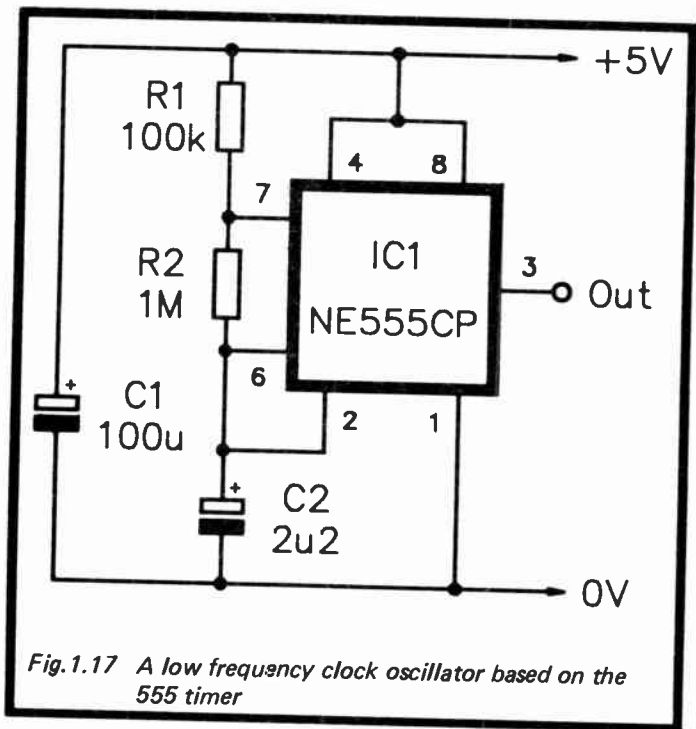 +5V
R1
100k
4 8
7
IC1
3
R2
1M
Out
NE555CP
6
C1
+
100u
2 1
+
C2
2u2
0V
Fig.1.17 A low frequency clock oscillator based on the
555 timer